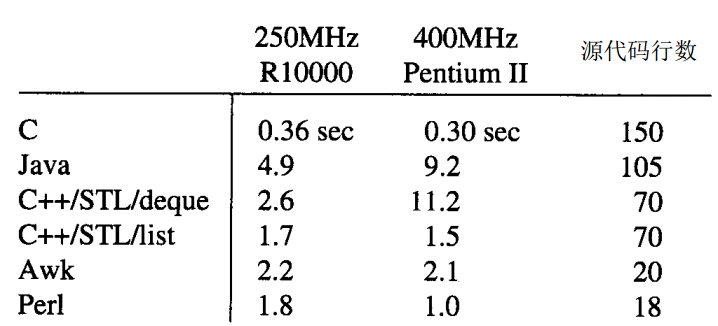 250MHz 400MHz 源代码行数
R10000 Pentium II
C 0.36 sec 0.30 sec 150
Java 4.9 9.2 105
C++/STL/deque 2.6 11.2 70
C++/STL/list 1.7 1.5 70
Awk 2.2 2.1 20
Perl 1.8 1.0 18